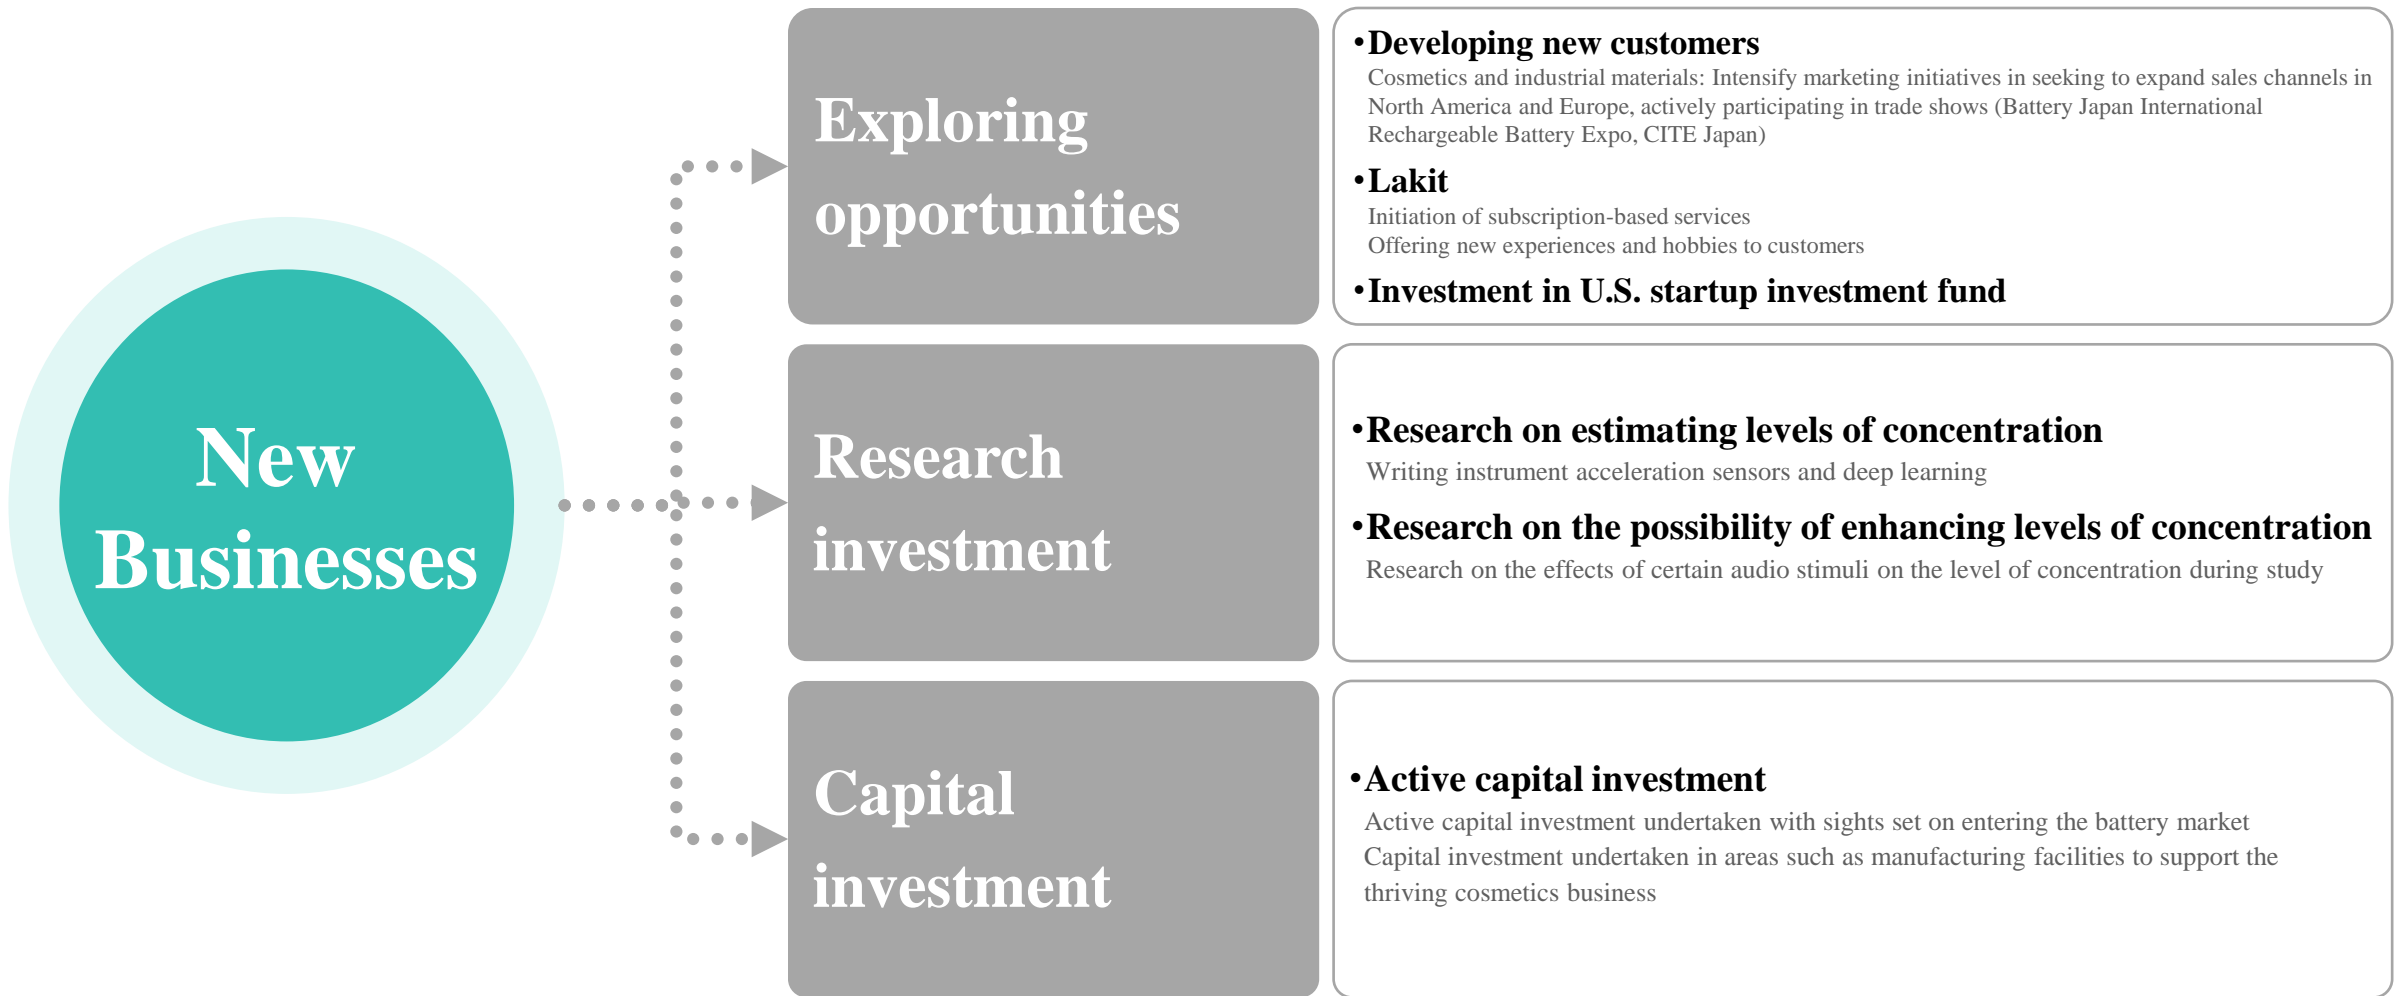 New
Businesses
Exploring
opportunities
•Developing new customers
Cosmetics and industrial materials: Intensify marketing initiatives in seeking to expand sales channels in
North America and Europe, actively participating in trade shows (Battery Japan International
Rechargeable Battery Expo, CITE Japan)
•Lakit
Initiation of subscription-based services
Offering new experiences and hobbies to customers
•Investment in U.S. startup investment fund
Research
investment
•Research on estimating levels of concentration
Writing instrument acceleration sensors and deep learning
•Research on the possibility of enhancing levels of concentration
Research on the effects of certain audio stimuli on the level of concentration during study
Capital
investment
•Active capital investment
Active capital investment undertaken with sights set on entering the battery market
Capital investment undertaken in areas such as manufacturing facilities to support the
thriving cosmetics business